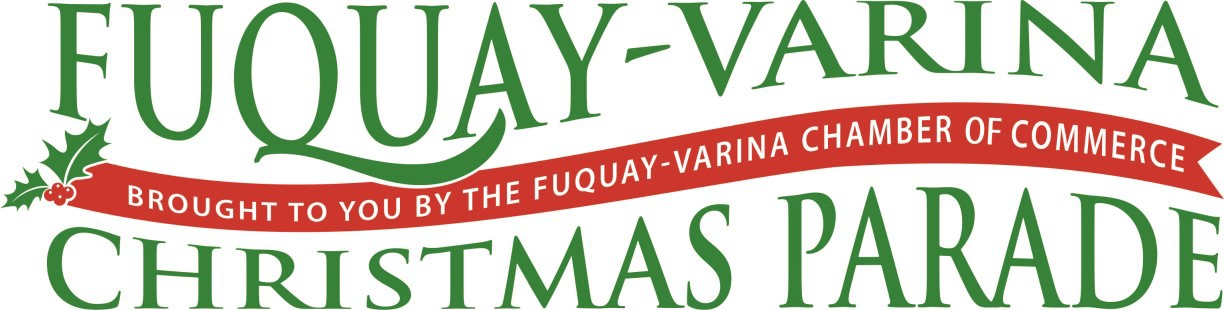 FUQUAY-VARINA
BROUGHT TO YOU BY THE FUQUAY-VARINA CHAMBER OF COMMERCE
CHRISTMAS PARADE